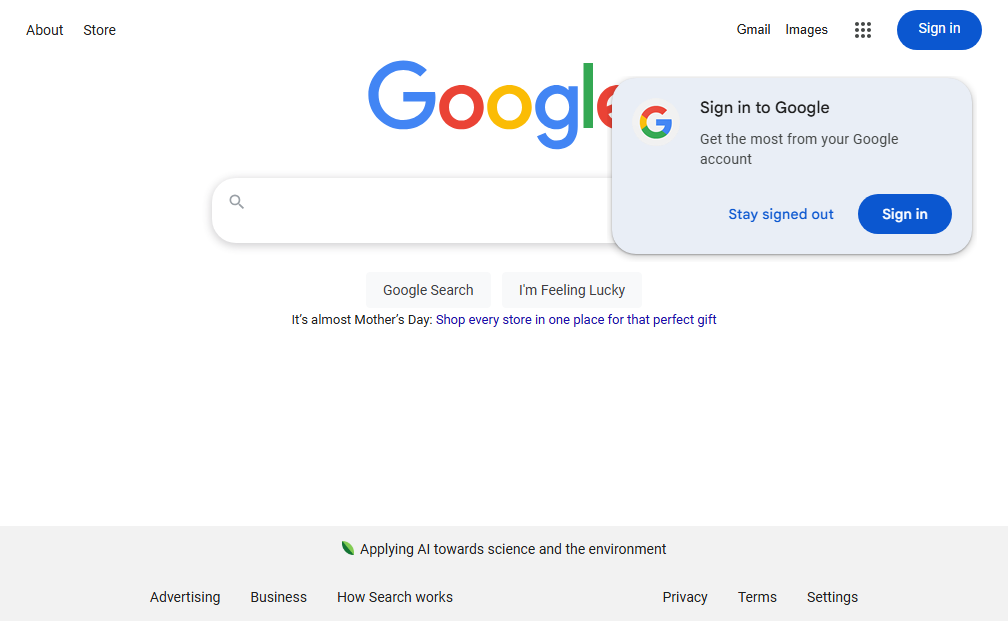 About Store
Gmail Images
Sign in
Google
Sign in to Google
Get the most from your Google
account
Stay signed out
Sign in
Google Search
I'm Feeling Lucky
It’s almost Mother’s Day: Shop every store in one place for that perfect gift
Applying AI towards science and the environment
Advertising Business How Search works
Privacy Terms Settings